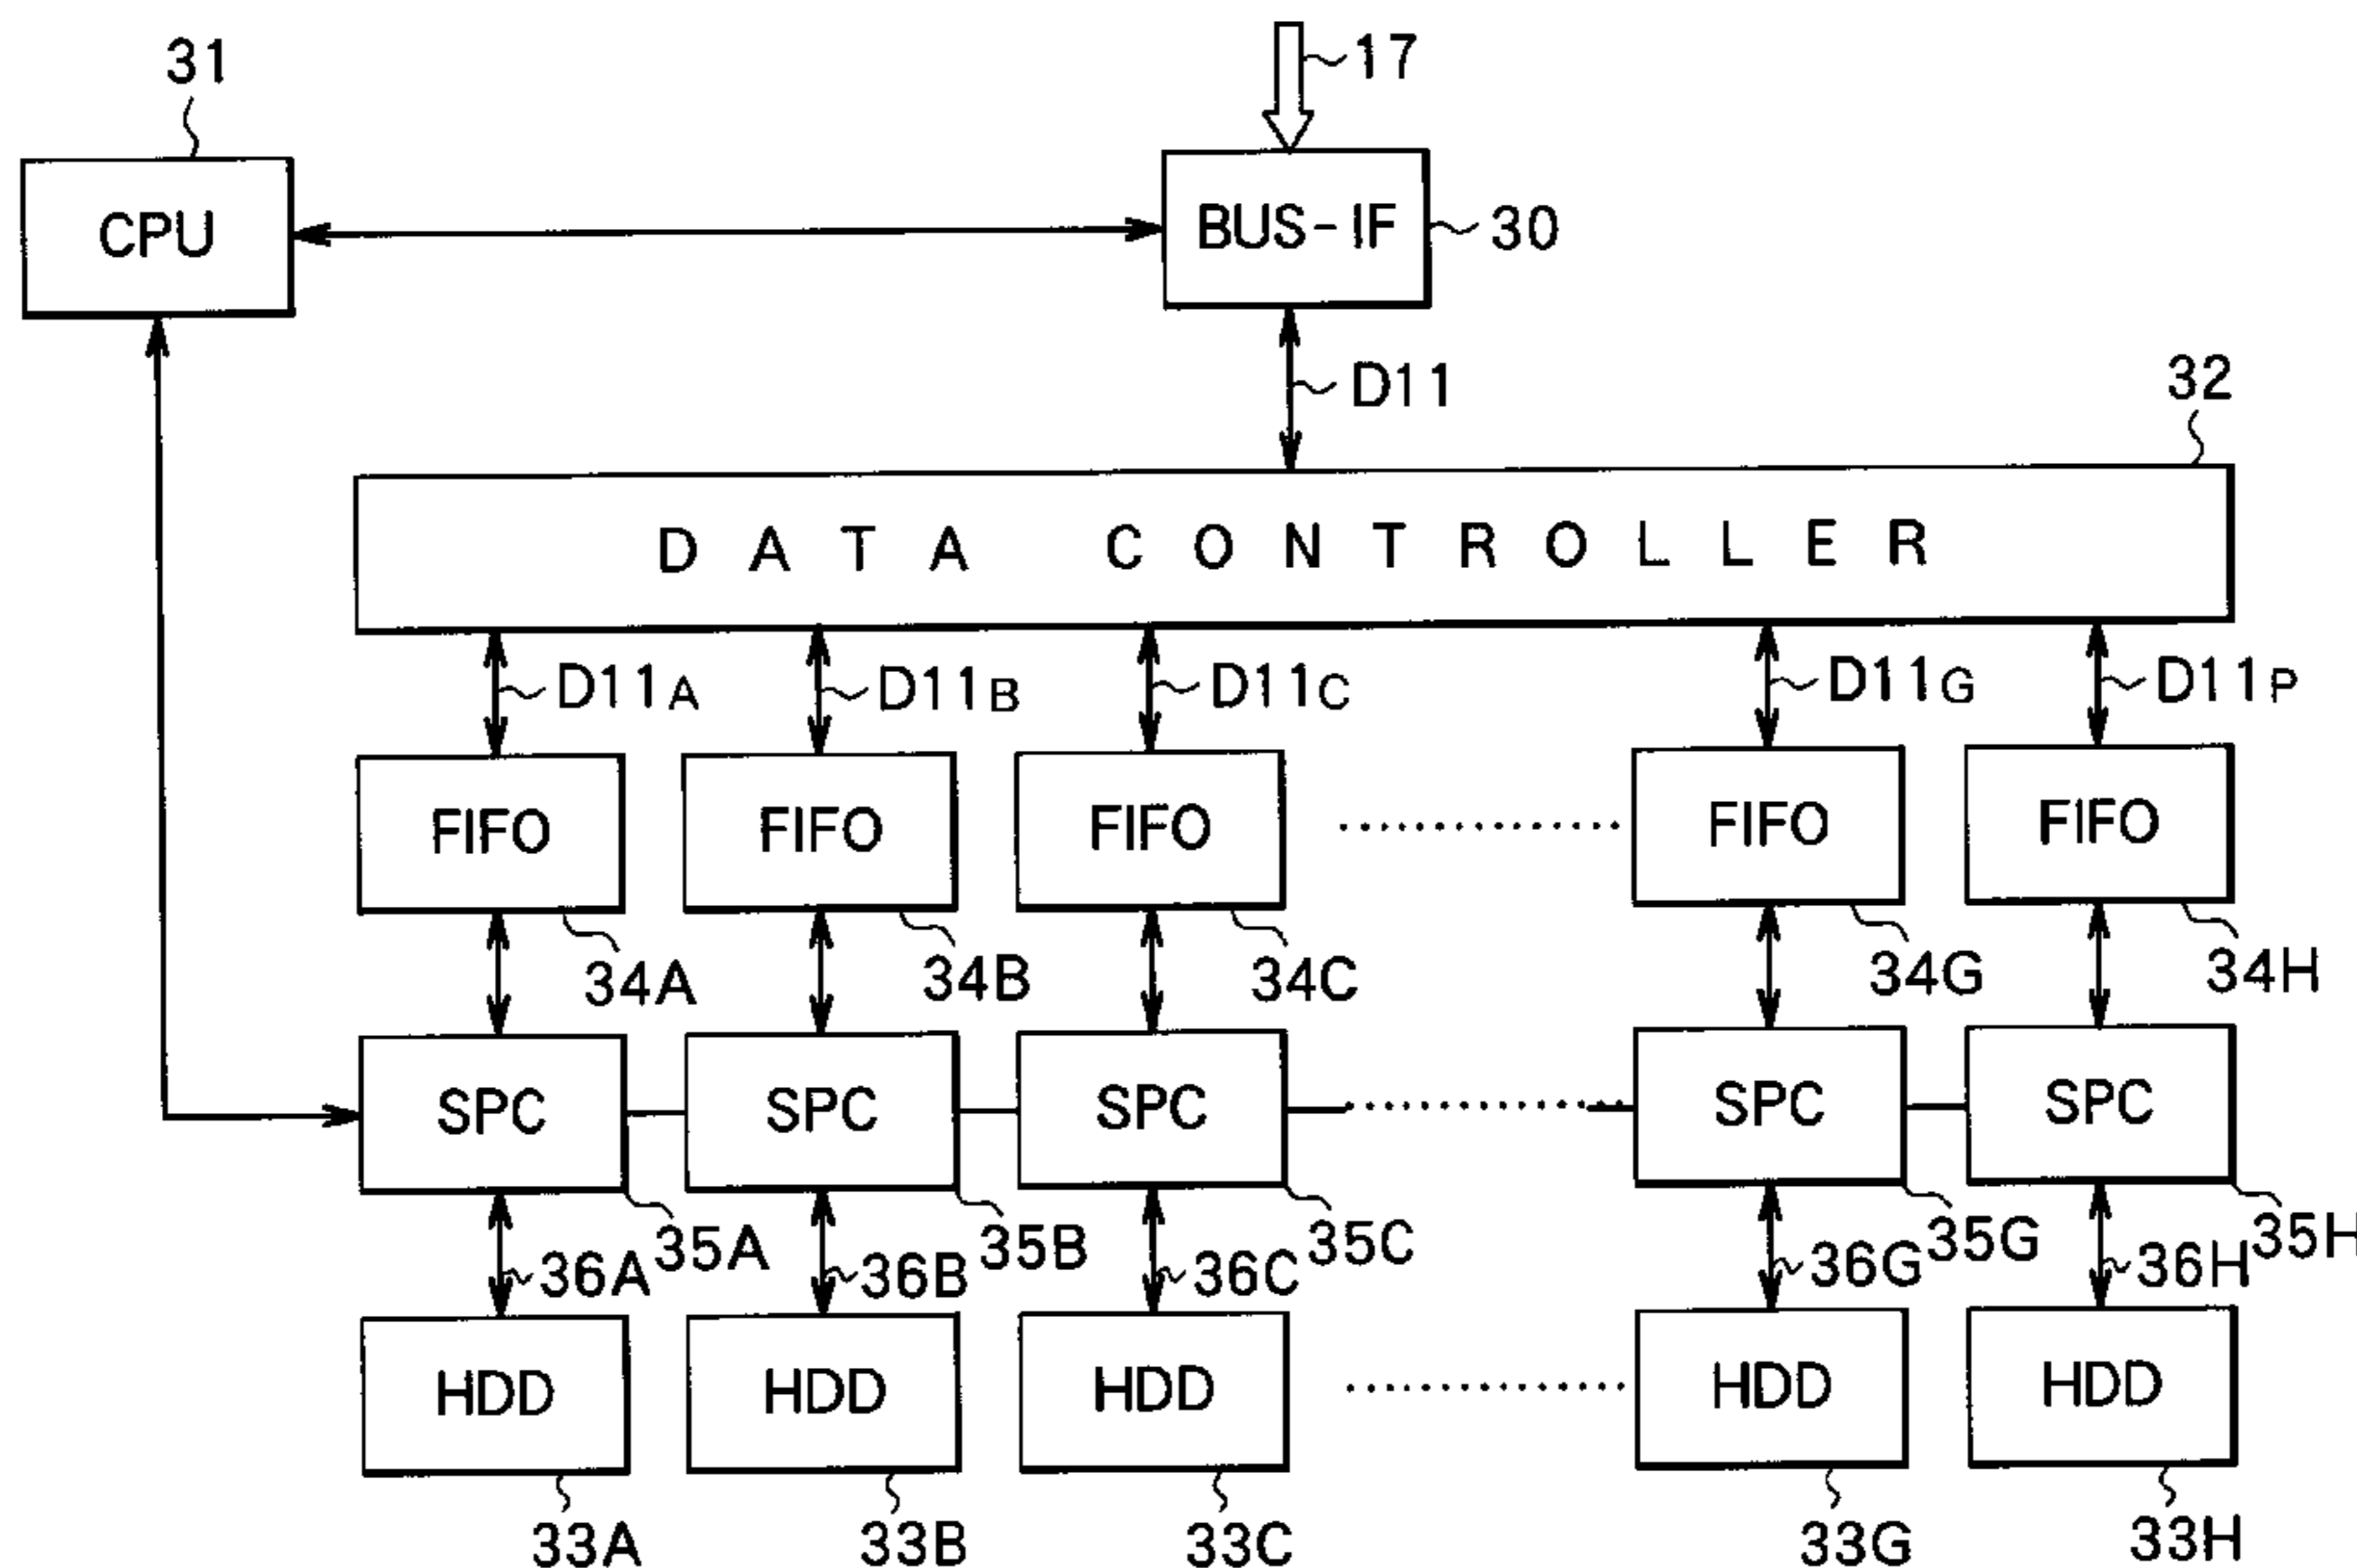 31
17
CPU
BUS-IF
30
D11
32
DATA CONTROLLER
D11A
D11B
D11C
D11G
D11P
FIFO
FIFO
FIFO
FIFO
FIFO
34A
34B
34C
34G
34H
SPC
SPC
SPC
SPC
SPC
35A
35B
35C
35G
35H
36A
36B
36C
36G
36H
HDD
HDD
HDD
HDD
HDD
33A
33B
33C
33G
33H